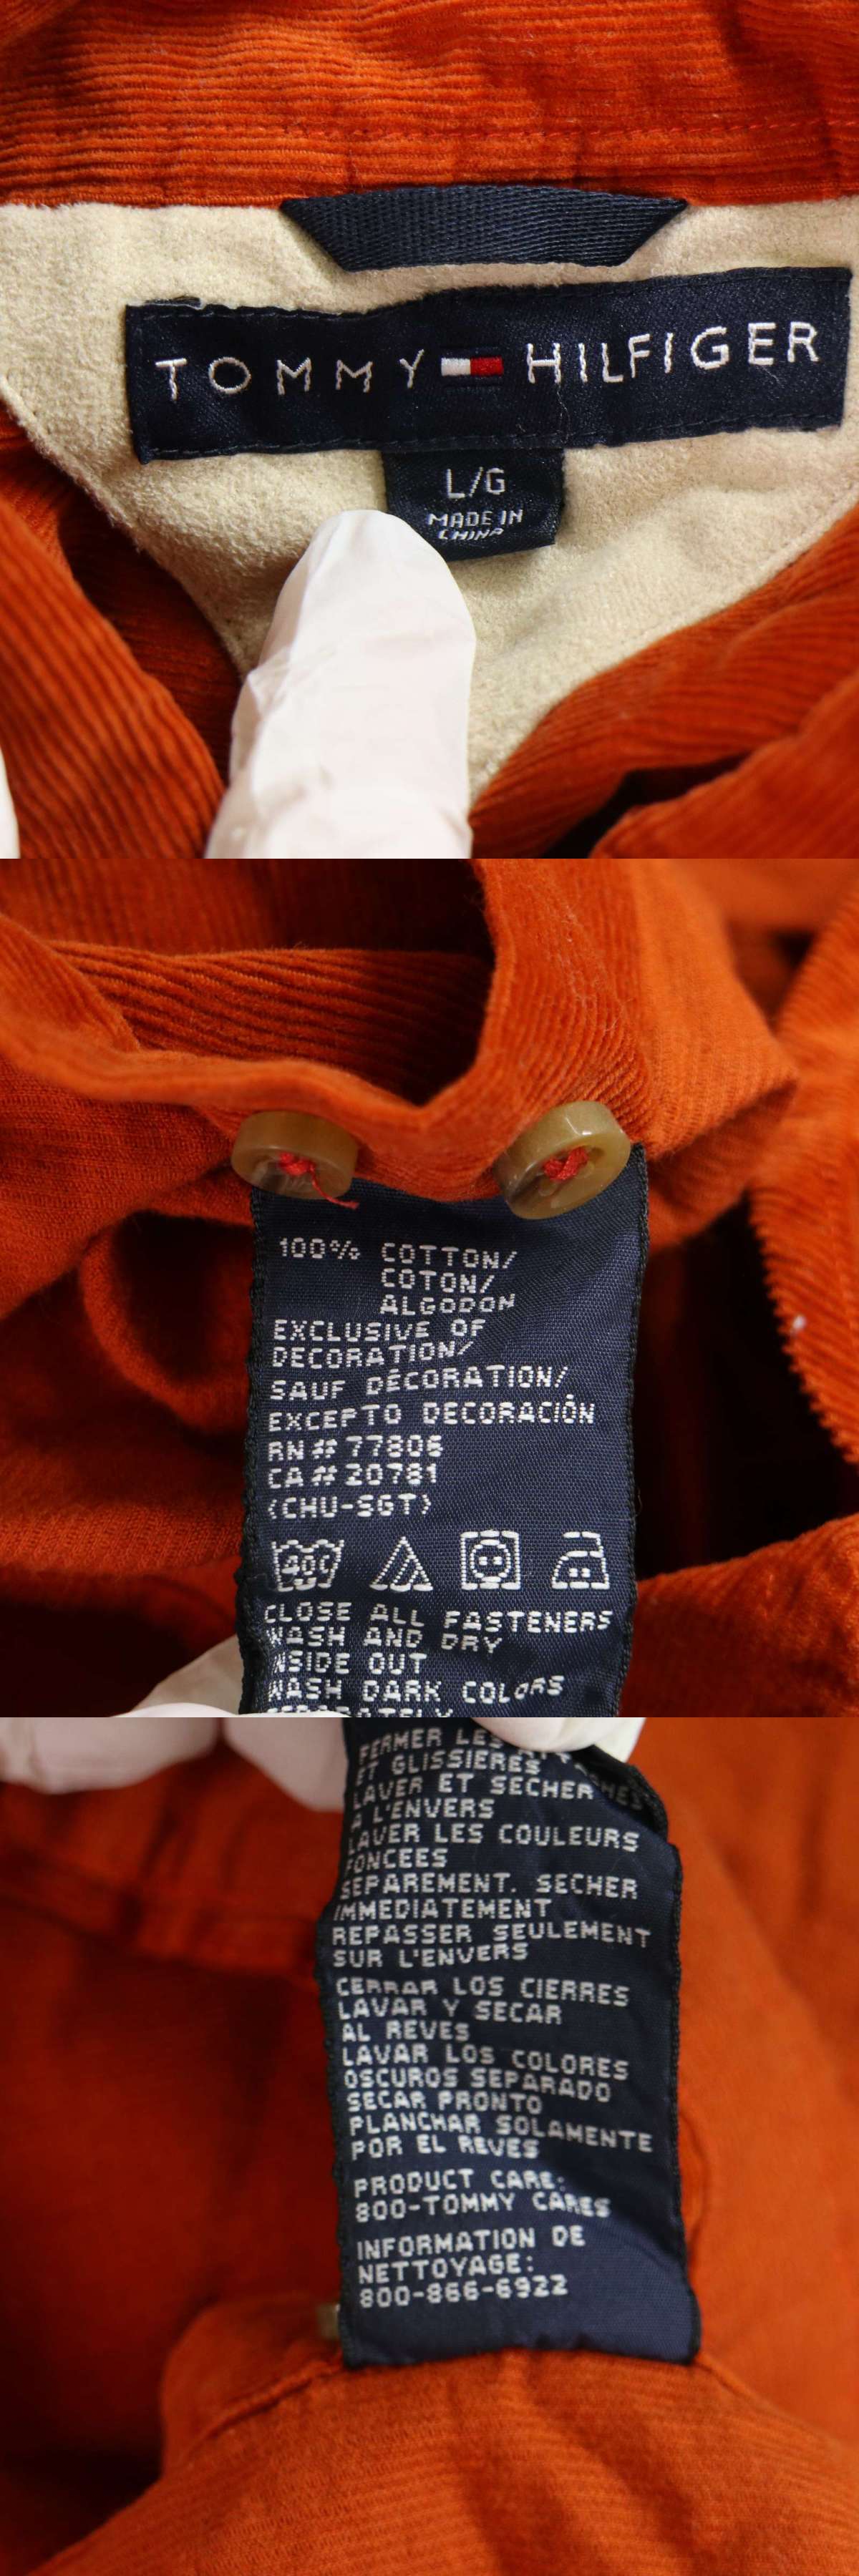 TOMMY HILFIGER
L/G
MADE IN
CHINA
100% COTTON/
COTON/
ALGODON
EXCLUSIVE OF
DECORATION/
SAUF DÉCORATION/
EXCEPTO DECORACIÓN
RN # 77806
CA # 20781
(CHU-SGT)
40C
CLOSE ALL FASTENERS
WASH AND DRY
INSIDE OUT
WASH DARK COLORS
SEPARATELY
FERMER LES
ET GLISSIERES
LAVER ET SECHER
A L'ENVERS
LAVER LES COULEURS
FONCEES
SEPAREMENT. SECHER
IMMEDIATEMENT
REPASSER SEULEMENT
SUR L'ENVERS
CERRAR LOS CIERRES
LAVAR Y SECAR
AL REVES
LAVAR LOS COLORES
OSCUROS SEPARADO
SECAR PRONTO
PLANCHAR SOLAMENTE
POR EL REVES
PRODUCT CARE:
800-TOMMY CARES
INFORMATION DE
NETTOYAGE:
800-866-6922